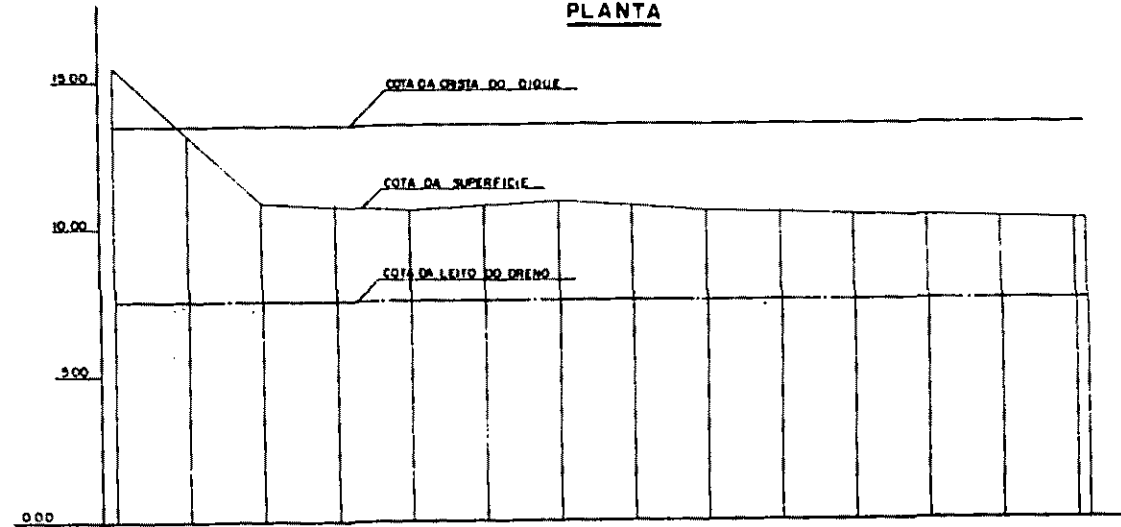 PLANTA
15.00
COTA DA CRISTA DO DIQUE
COTA DA SUPERFICIE
10.00
COTA DA LEITO DO DRENO
5.00
0.00